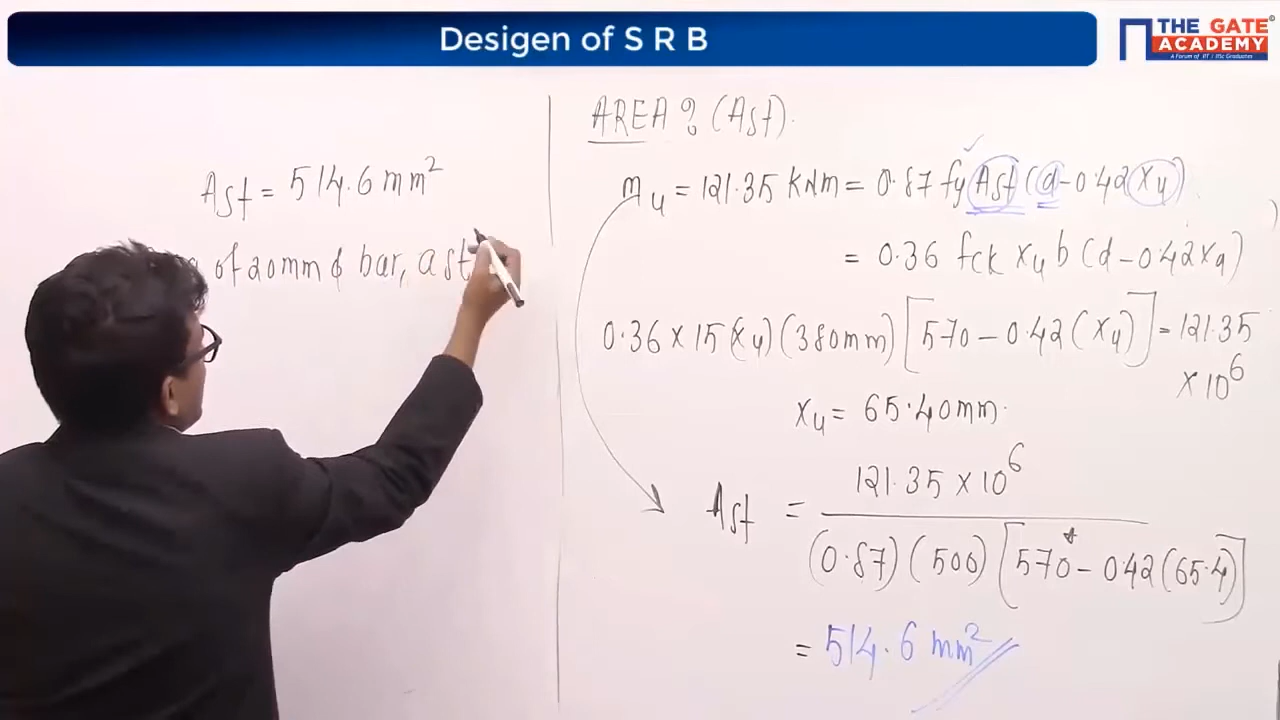 Desigen of S R B
THE GATE
ACADEMY
A Forum of IIT / IISc Graduates
Ast = 514.6 mm²
of 20mm ϕ bar, ast
AREA ? (Ast).
Mu = 121.35 KNm = 0.87 fy Ast (d-0.42 xu)
= 0.36 fck xu b (d-0.42xu)
0.36 × 15 (xu) (380mm) [570 - 0.42 (xu)] = 121.35
× 10⁶
xu = 65.40mm.
121.35 × 10⁶
Ast =
(0.87) (506) [570 - 0.42 (65.4)]
= 514.6 mm²